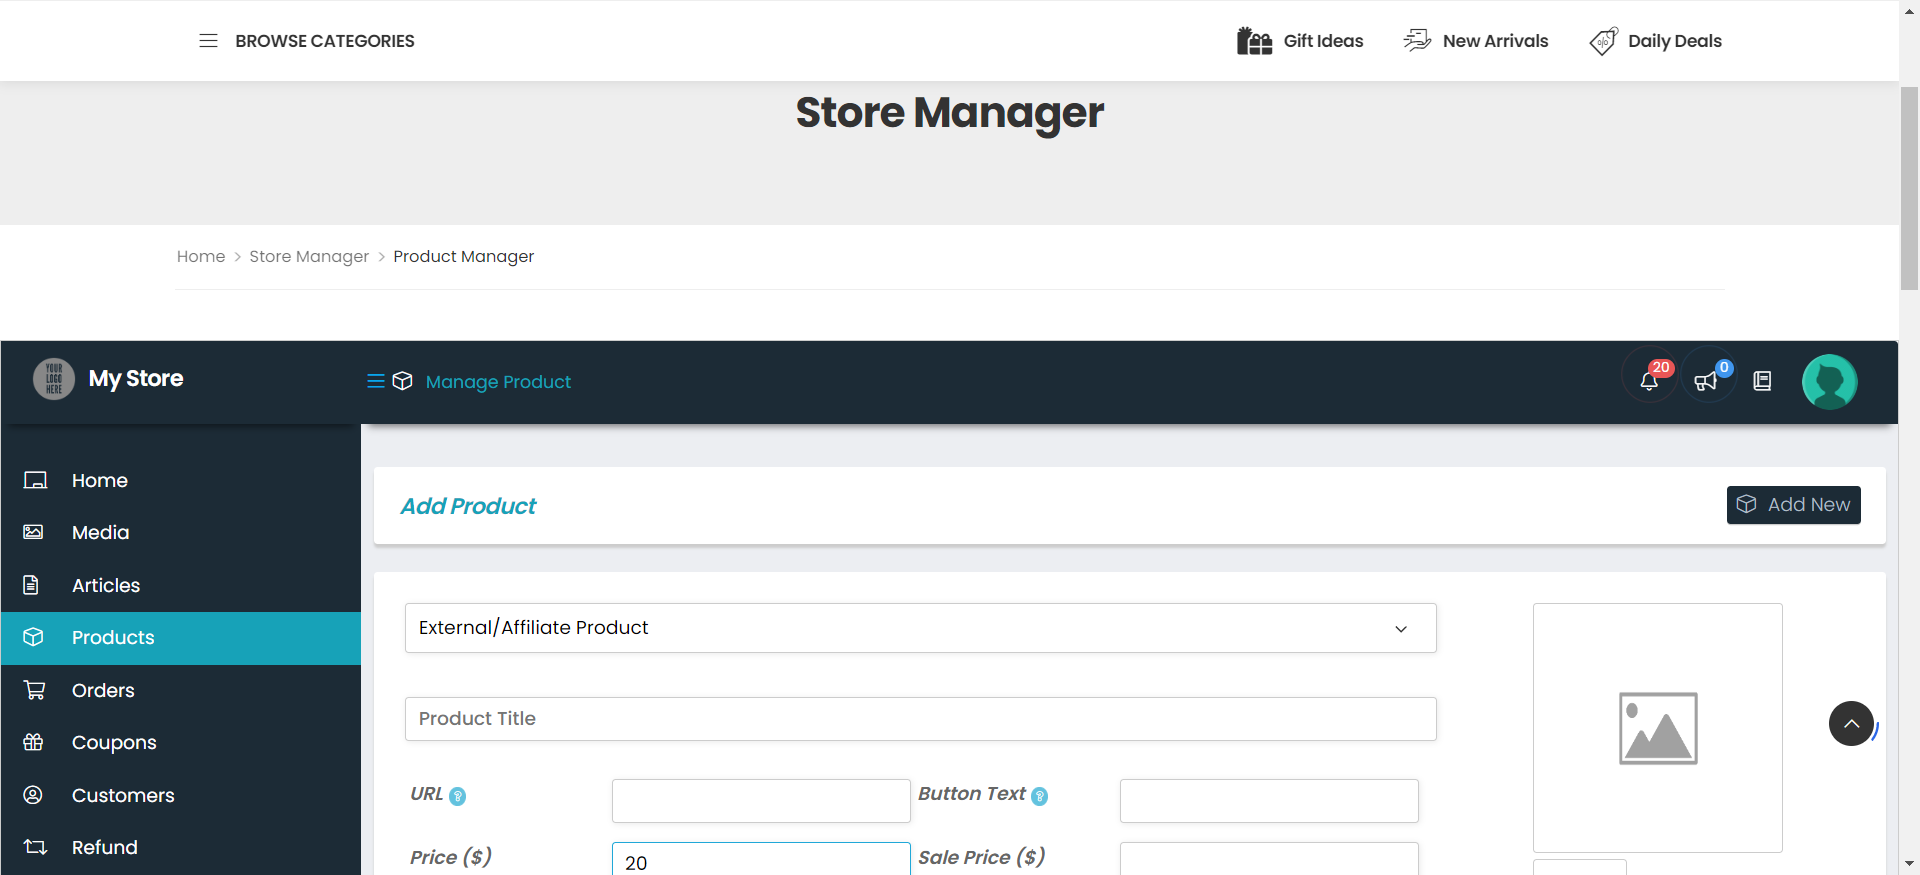 BROWSE CATEGORIES
Gift Ideas
New Arrivals
Daily Deals
Store Manager
Home > Store Manager > Product Manager
YOUR
LOGO
HERE
My Store
Manage Product
20
0
Home
Media
Articles
Products
Orders
Coupons
Customers
Refund
Add Product
Add New
External/Affiliate Product
Product Title
URL ?
Button Text ?
Price ($)
20
Sale Price ($)